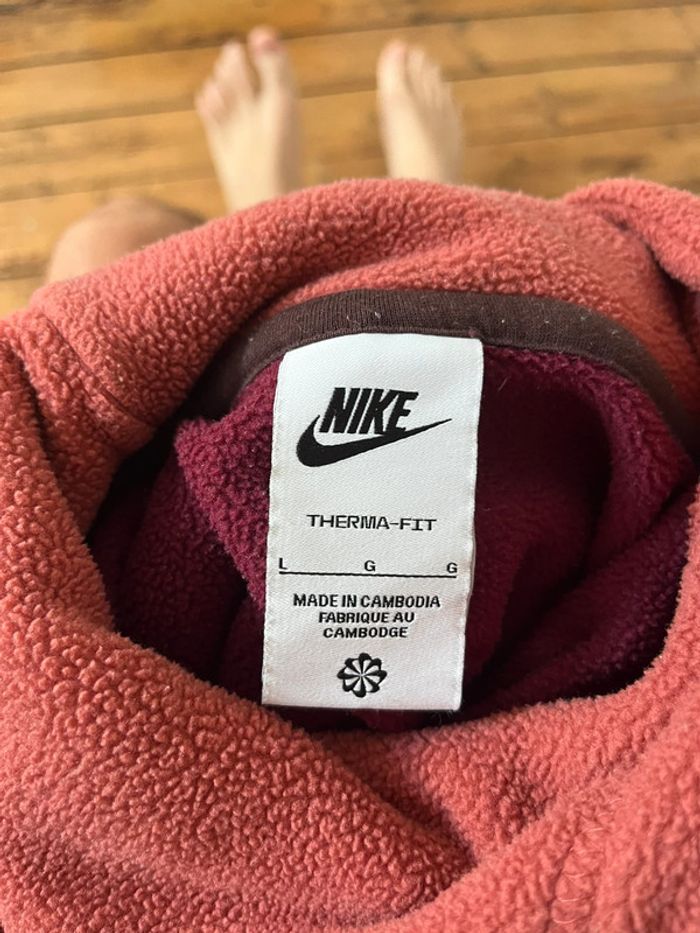 NIKE
THERMA-FIT
L G G
MADE IN CAMBODIA
FABRIQUE AU
CAMBODGE